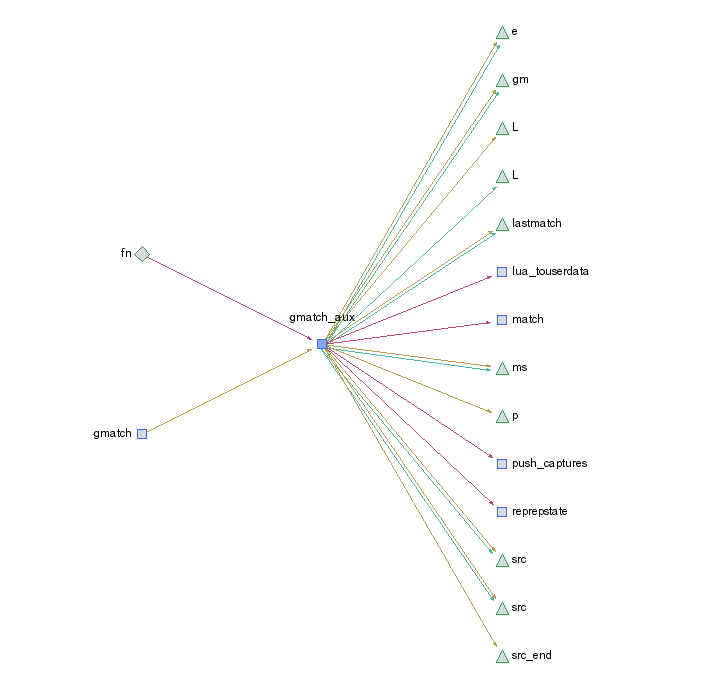 e
gm
L
L
lastmatch
fn
lua_touserdata
gmatch_aux
match
ms
p
gmatch
push_captures
reprepstate
src
src
src_end